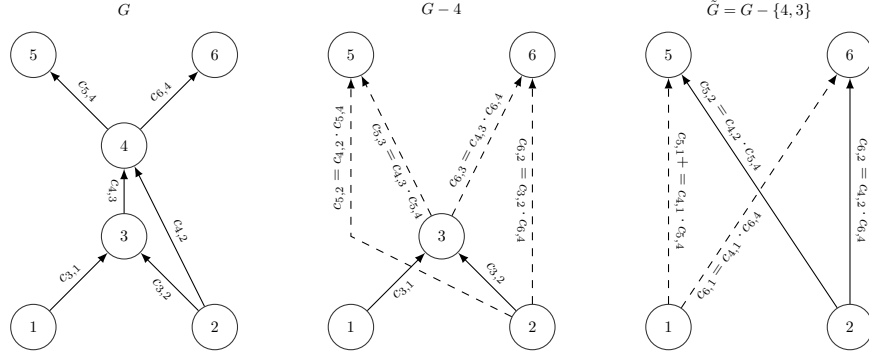 G
5
6
c5,4
c6,4
4
c4,3
c4,2
3
c3,1
c3,2
1
2
G − 4
5
6
c5,2 = c4,2 · c5,4
c5,3 = c4,3 · c5,4
c6,3 = c4,3 · c6,4
c6,2 = c3,2 · c6,4
3
c3,1
c3,2
1
2
G̃ = G − {4, 3}
5
6
c5,2 = c4,2 · c5,4
c5,1+ = c4,1 · c5,4
c6,1 = c4,1 · c6,4
c6,2 = c4,2 · c6,4
1
2